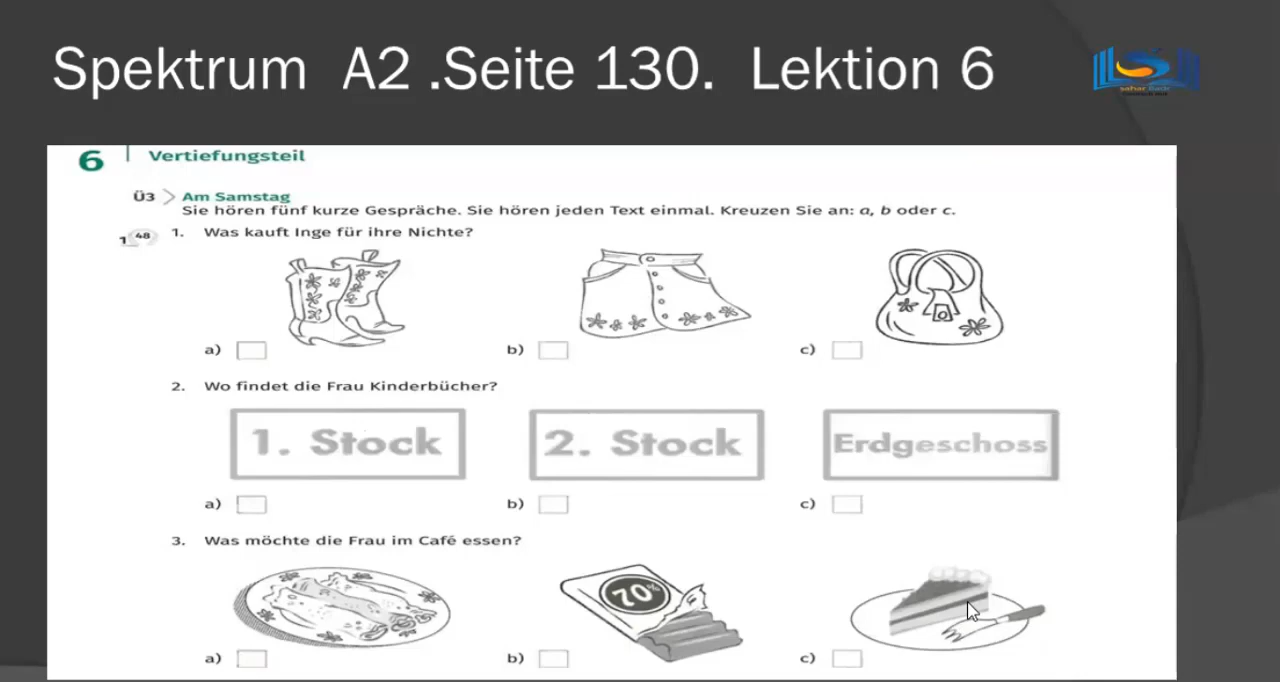 Spektrum A2 .Seite 130. Lektion 6
sahar Badr
6 Vertiefungsteil
Ü3 Am Samstag
Sie hören fünf kurze Gespräche. Sie hören jeden Text einmal. Kreuzen Sie an: a, b oder c.
1 48 1. Was kauft Inge für ihre Nichte?
a) b) c)
2. Wo findet die Frau Kinderbücher?
1. Stock 2. Stock Erdgeschoss
a) b) c)
3. Was möchte die Frau im Café essen?
70%
a) b) c)